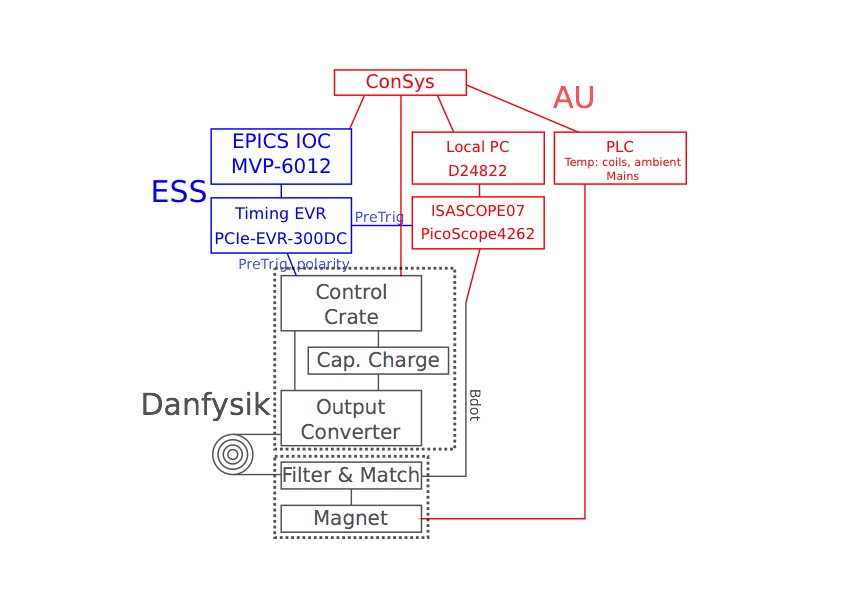 ConSys
AU
EPICS IOC
MVP-6012
Local PC
D24822
PLC
Temp: coils, ambient
Mains
ESS
Timing EVR
PCIe-EVR-300DC
PreTrig
ISASCOPE07
PicoScope4262
PreTrig, polarity
Control
Crate
Cap. Charge
Danfysik
Output
Converter
Bdot
Filter & Match
Magnet